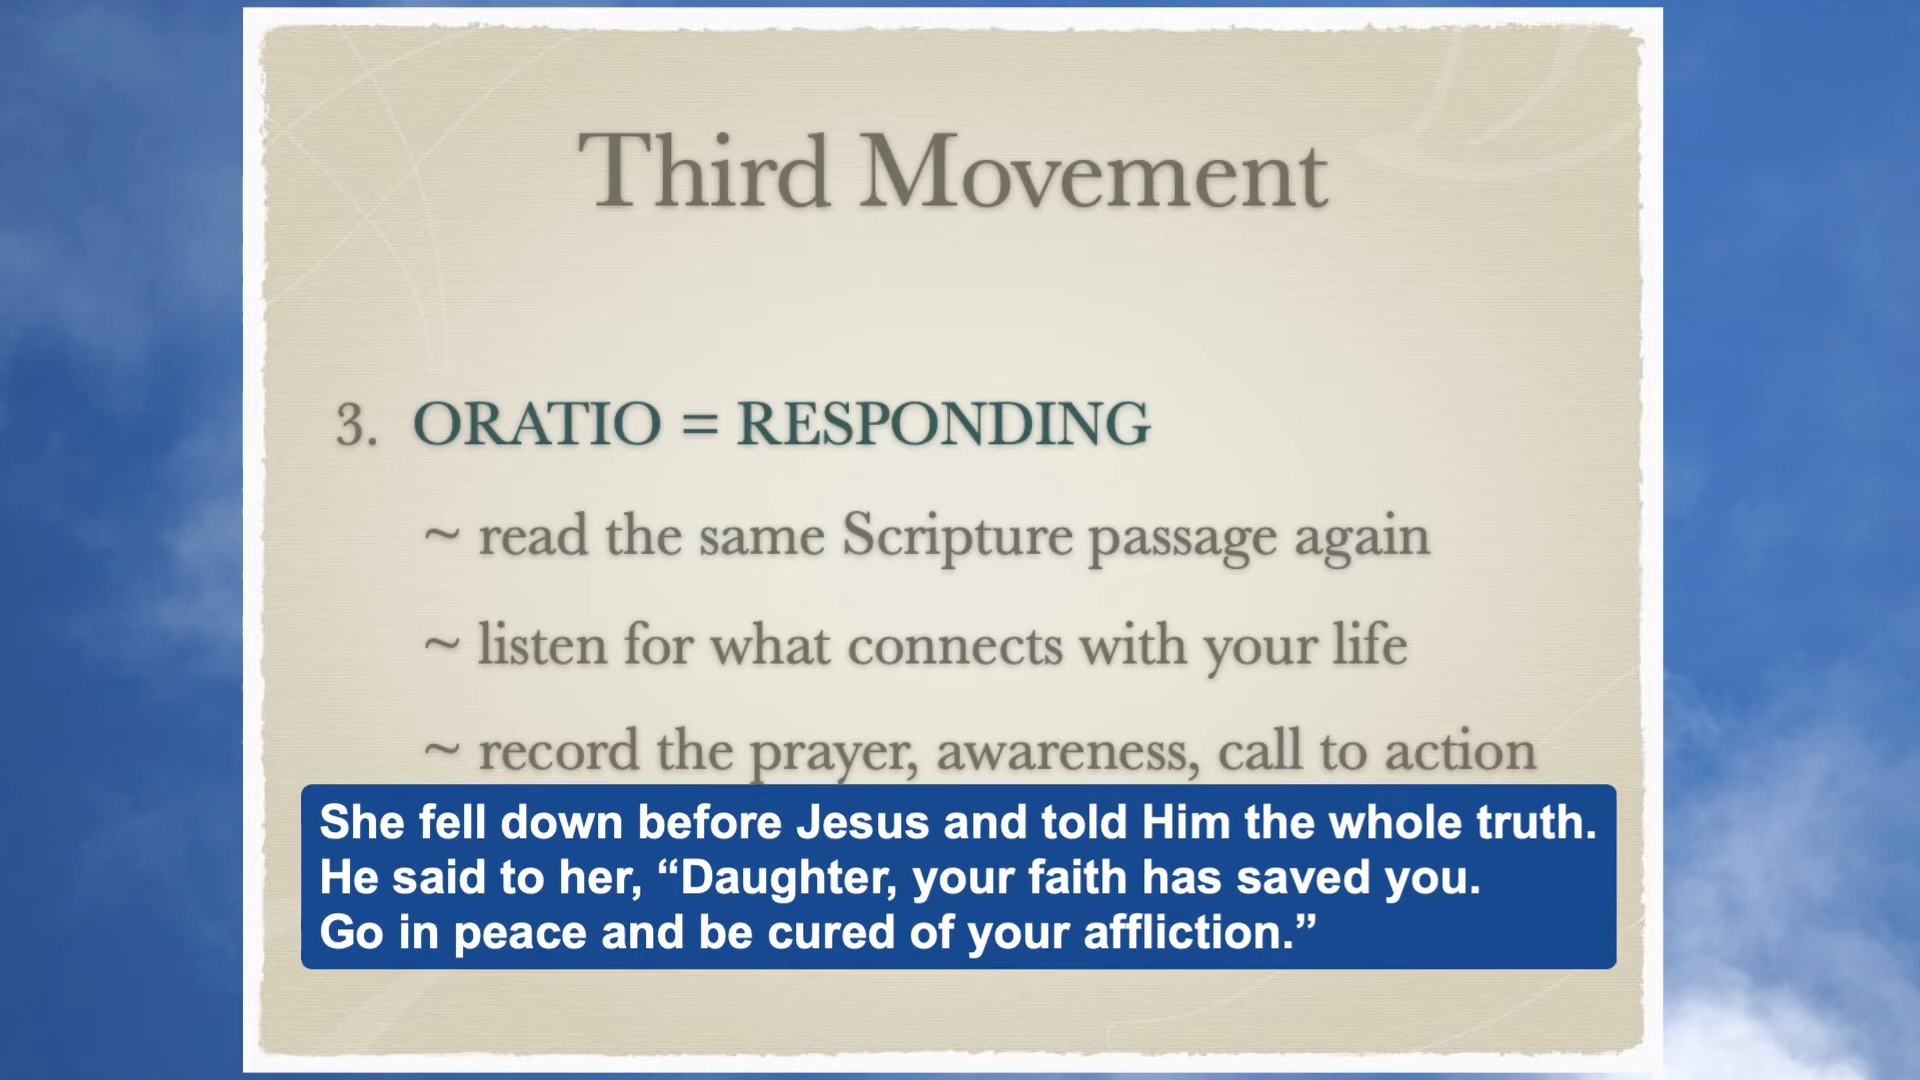 Third Movement
3. ORATIO = RESPONDING
~ read the same Scripture passage again
~ listen for what connects with your life
~ record the prayer, awareness, call to action
She fell down before Jesus and told Him the whole truth.
He said to her, “Daughter, your faith has saved you.
Go in peace and be cured of your affliction.”